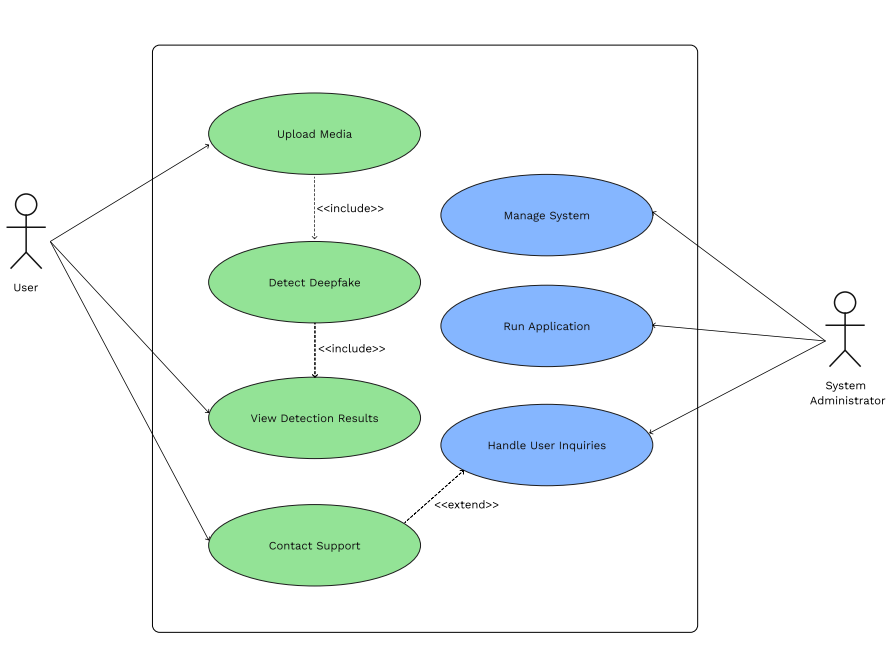 Upload Media
<<include>>
Manage System
User
Detect Deepfake
Run Application
<<include>>
System
Administrator
View Detection Results
Handle User Inquiries
<<extend>>
Contact Support